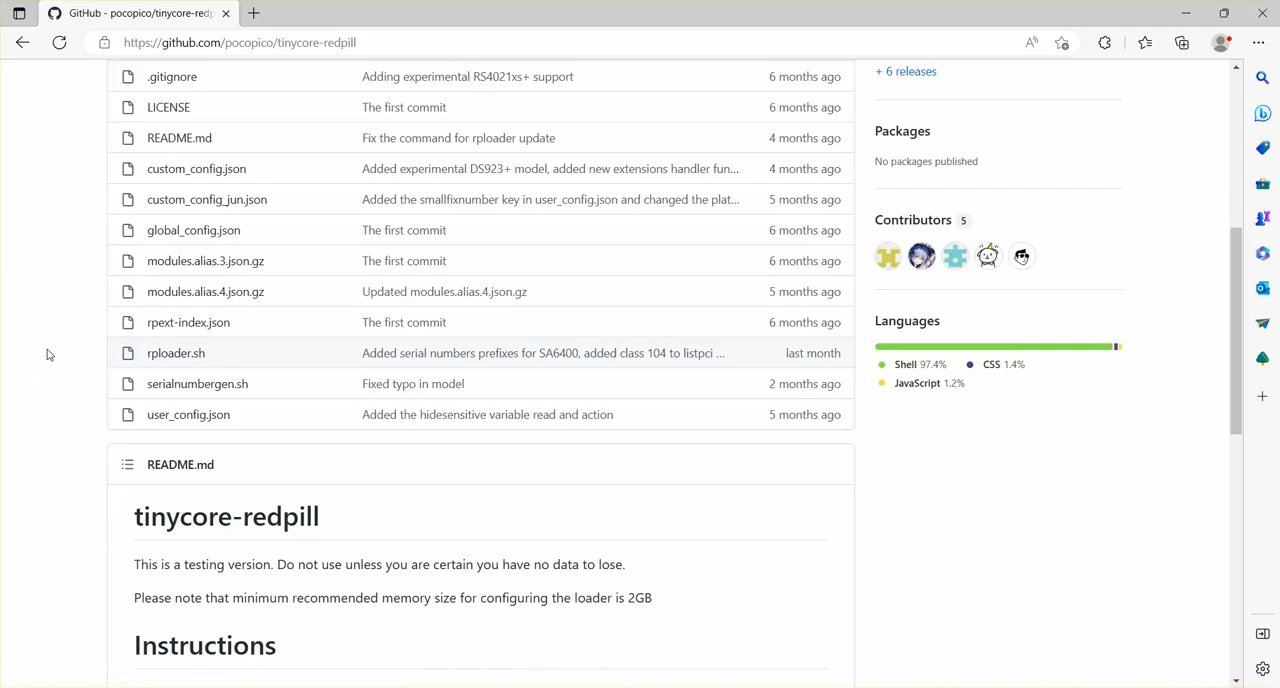 GitHub - pocopico/tinycore-redp
https://github.com/pocopico/tinycore-redpill
.gitignore Adding experimental RS4021xs+ support 6 months ago
LICENSE The first commit 6 months ago
README.md Fix the command for rploader update 4 months ago
custom_config.json Added experimental DS923+ model, added new extensions handler fun... 4 months ago
custom_config_jun.json Added the smallfixnumber key in user_config.json and changed the plat... 5 months ago
global_config.json The first commit 6 months ago
modules.alias.3.json.gz The first commit 6 months ago
modules.alias.4.json.gz Updated modules.alias.4.json.gz 5 months ago
rpext-index.json The first commit 6 months ago
rploader.sh Added serial numbers prefixes for SA6400, added class 104 to listpci ... last month
serialnumbergen.sh Fixed typo in model 2 months ago
user_config.json Added the hidesensitive variable read and action 5 months ago
README.md
tinycore-redpill
This is a testing version. Do not use unless you are certain you have no data to lose.
Please note that minimum recommended memory size for configuring the loader is 2GB
Instructions
+ 6 releases
Packages
No packages published
Contributors 5
Languages
Shell 97.4% CSS 1.4%
JavaScript 1.2%